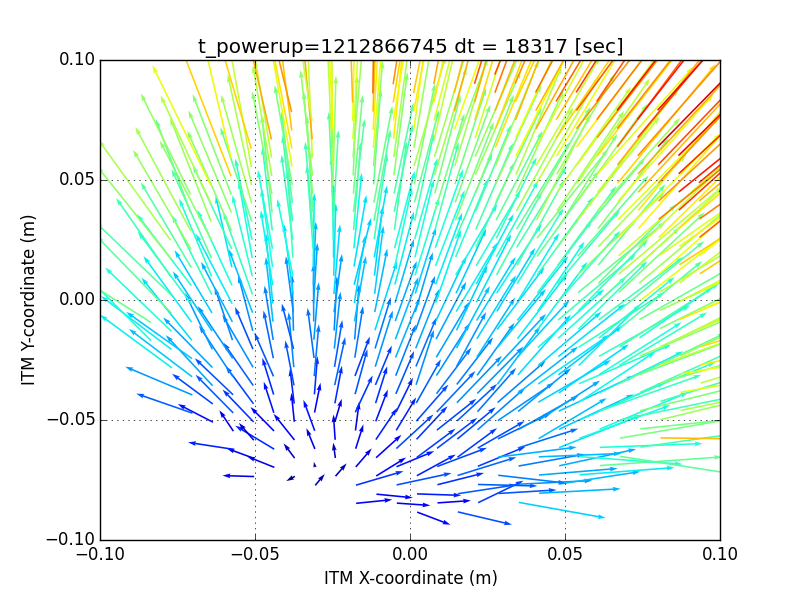 t_powerup=1212866745 dt = 18317 [sec]
0.10
0.05
0.00
−0.05
−0.10
ITM Y-coordinate (m)
−0.10 −0.05 0.00 0.05 0.10
ITM X-coordinate (m)